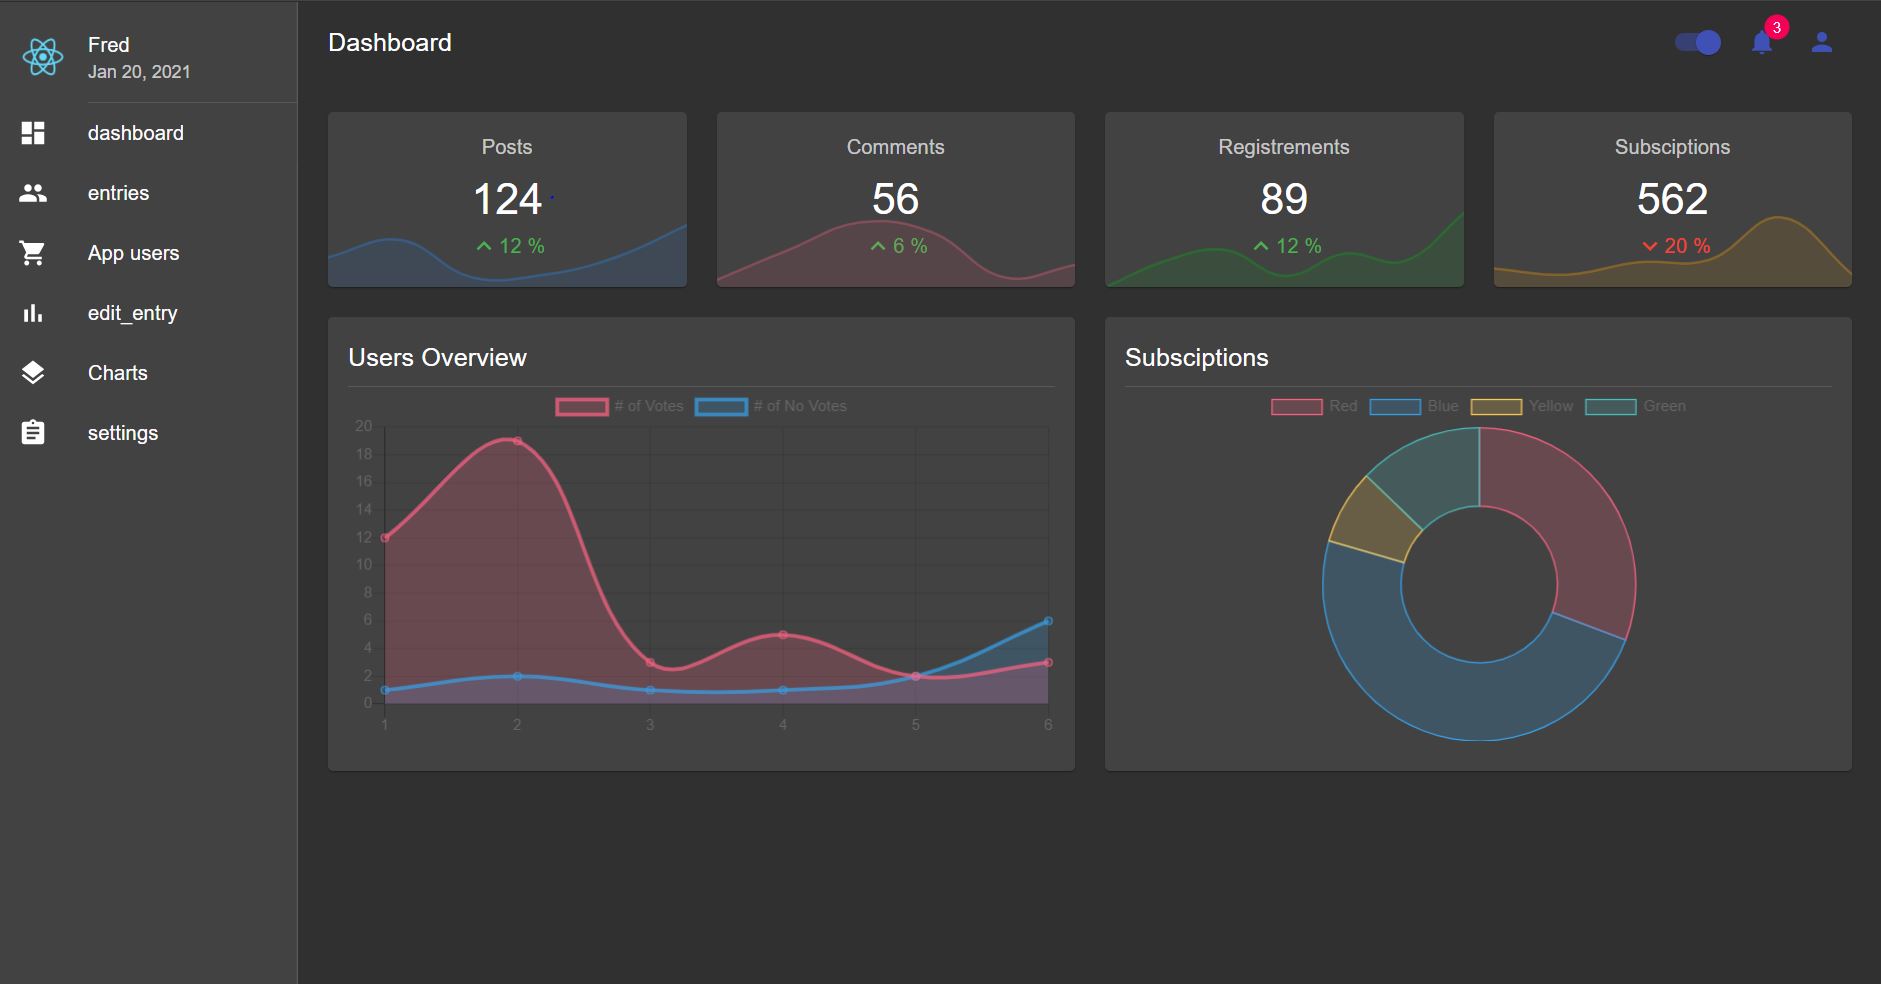 Fred
Jan 20, 2021
dashboard
entries
App users
edit_entry
Charts
settings
Dashboard
3
Posts
124
12 %
Comments
56
6 %
Registrements
89
12 %
Subsciptions
562
20 %
Users Overview
# of Votes # of No Votes
20
18
16
14
12
10
8
6
4
2
0
1 2 3 4 5 6
Subsciptions
Red Blue Yellow Green